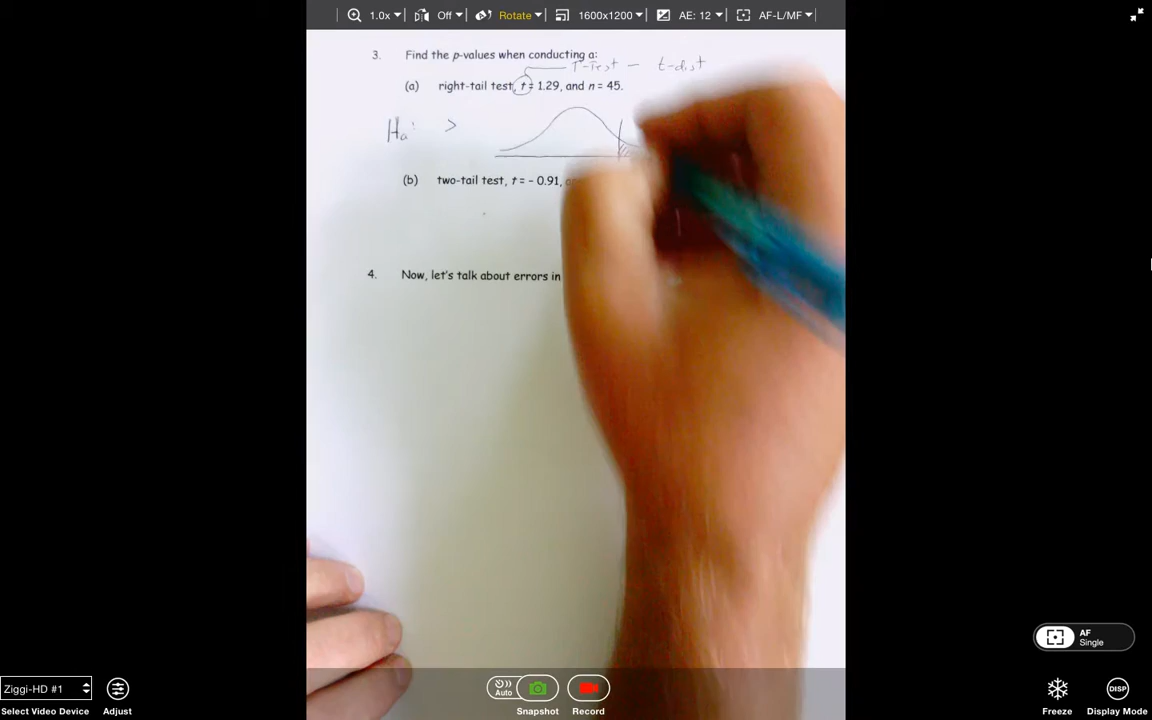 1.0x Off Rotate 1600x1200 AE: 12 AF-L/MF
3. Find the p-values when conducting a:
T-Test - t-dist
(a) right-tail test, t = 1.29, and n = 45.
Ha: >
(b) two-tail test, t = - 0.91,
4. Now, let's talk about errors in
AF
Single
Ziggi-HD #1
Auto
DISP
Select Video Device Adjust Snapshot Record Freeze Display Mode